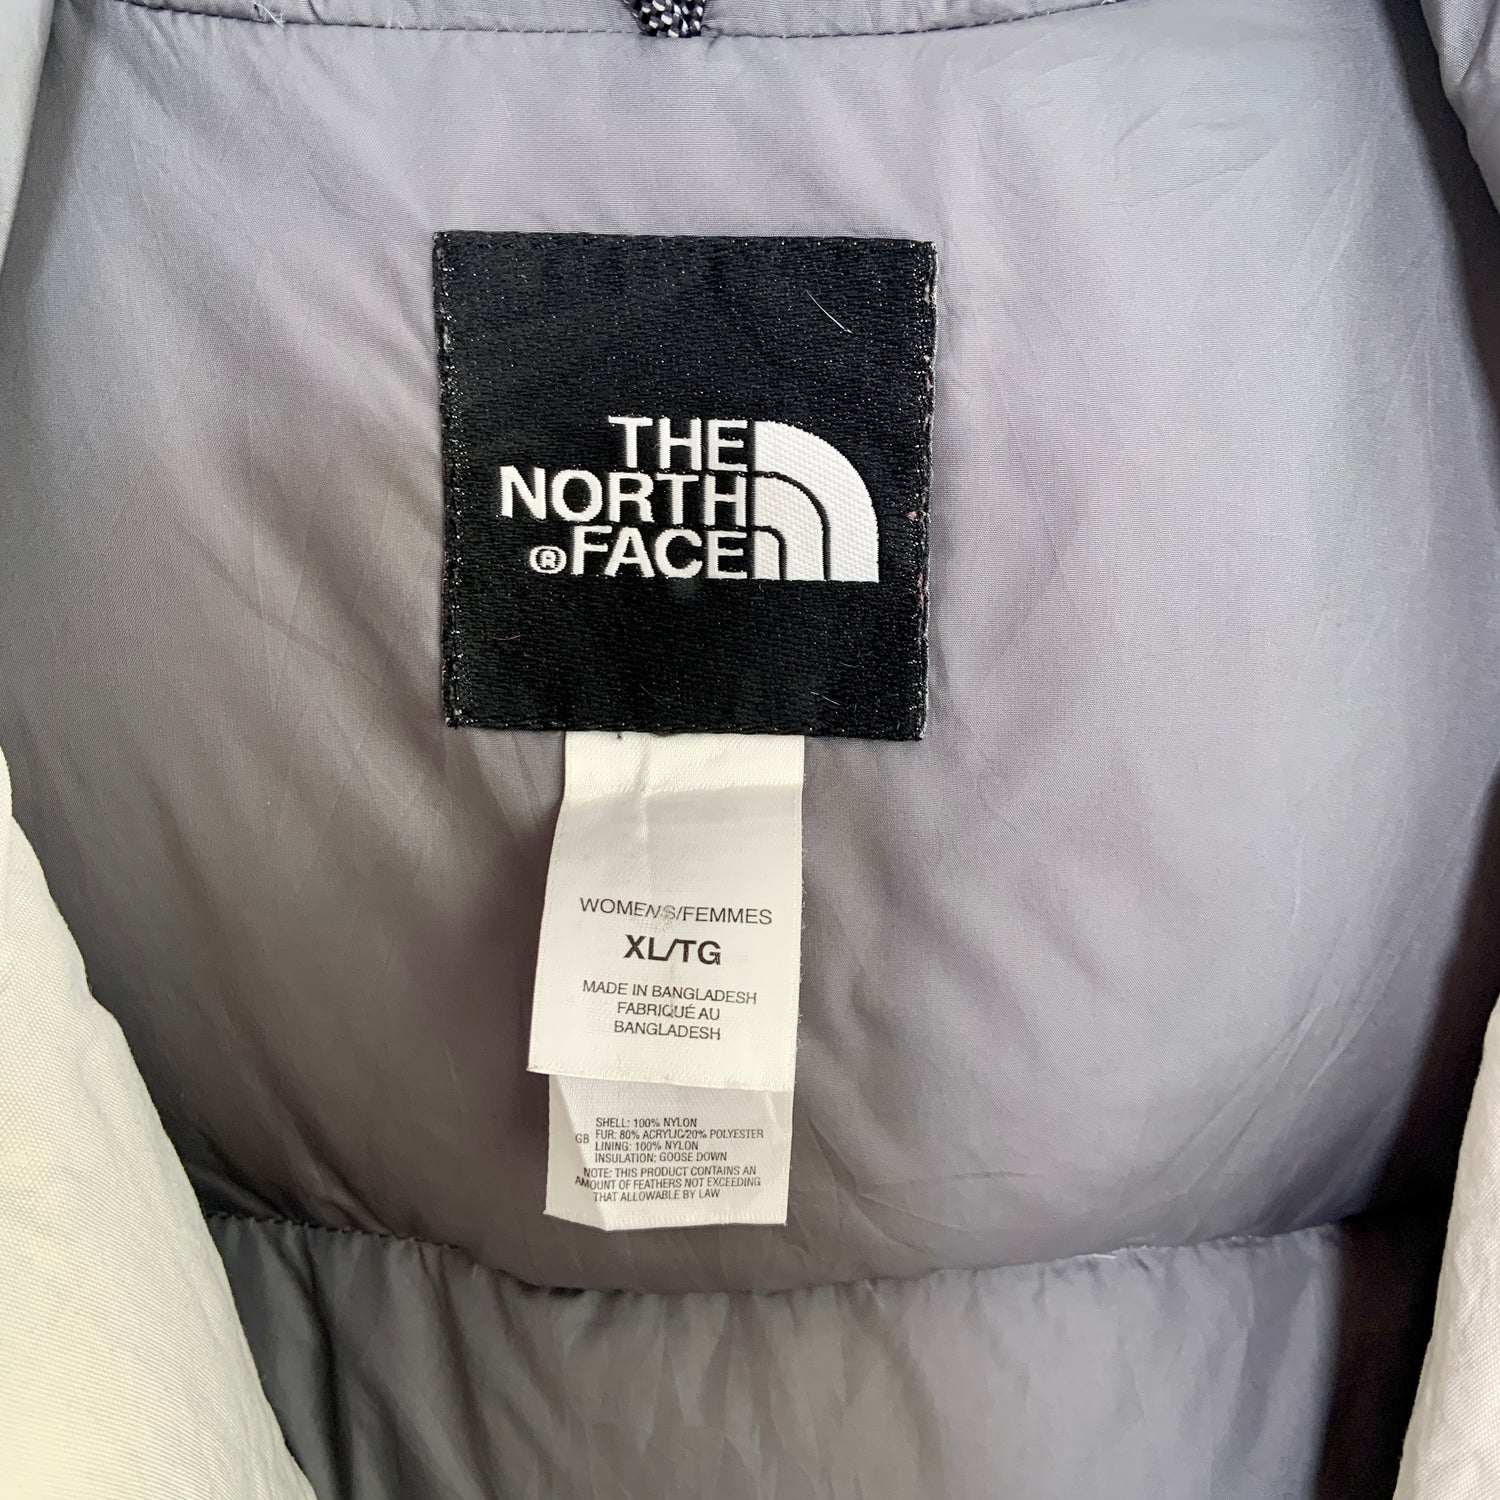 THE
NORTH
®FACE
WOMENS/FEMMES
XL/TG
MADE IN BANGLADESH
FABRIQUÉ AU
BANGLADESH
SHELL: 100% NYLON
GB FUR: 80% ACRYLIC/20% POLYESTER
LINING: 100% NYLON
INSULATION: GOOSE DOWN
NOTE: THIS PRODUCT CONTAINS AN
AMOUNT OF FEATHERS NOT EXCEEDING
THAT ALLOWABLE BY LAW